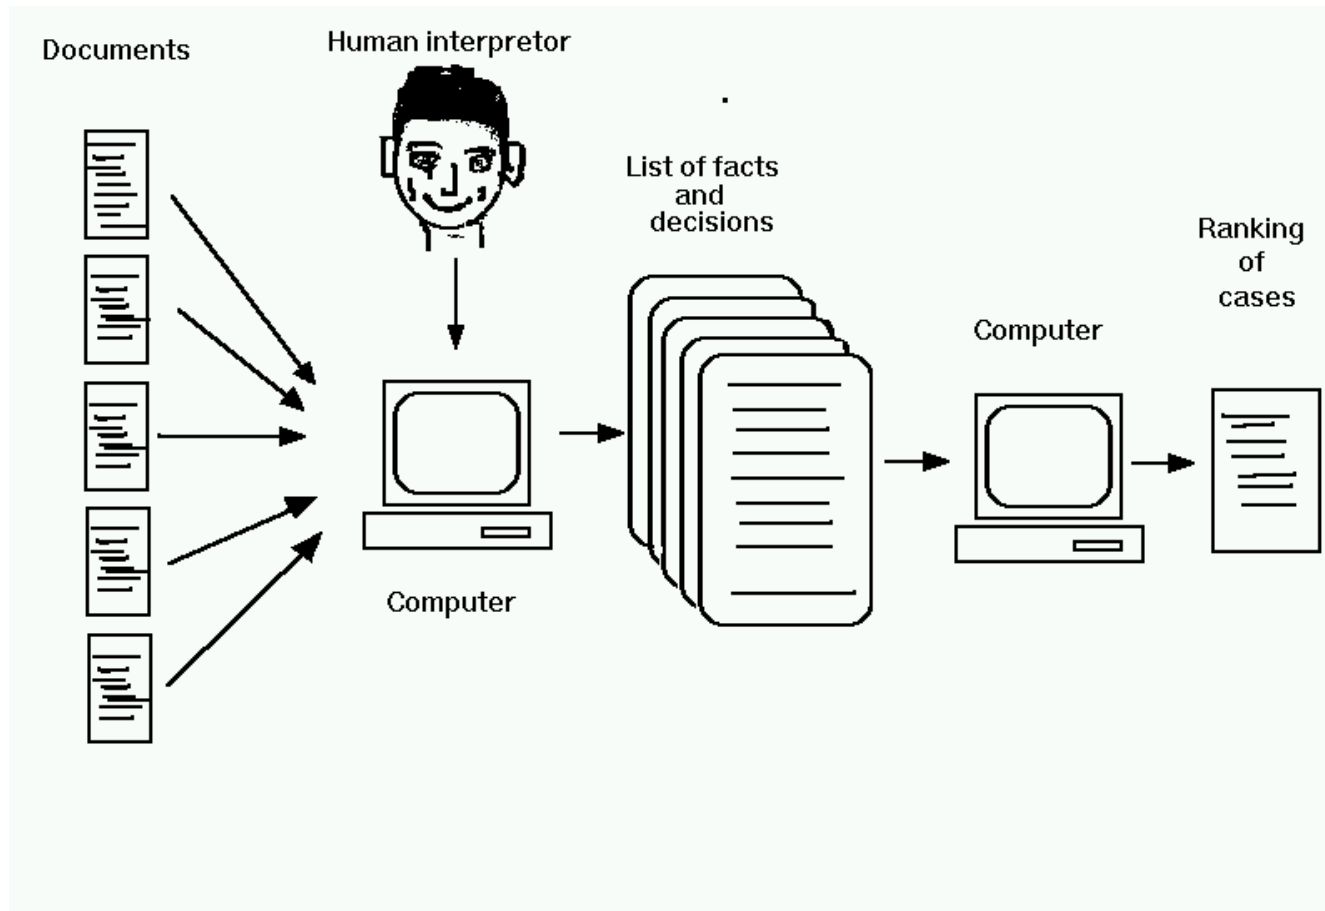 Documents
Human interpretor
List of facts
and
decisions
Ranking
of
cases
Computer
Computer